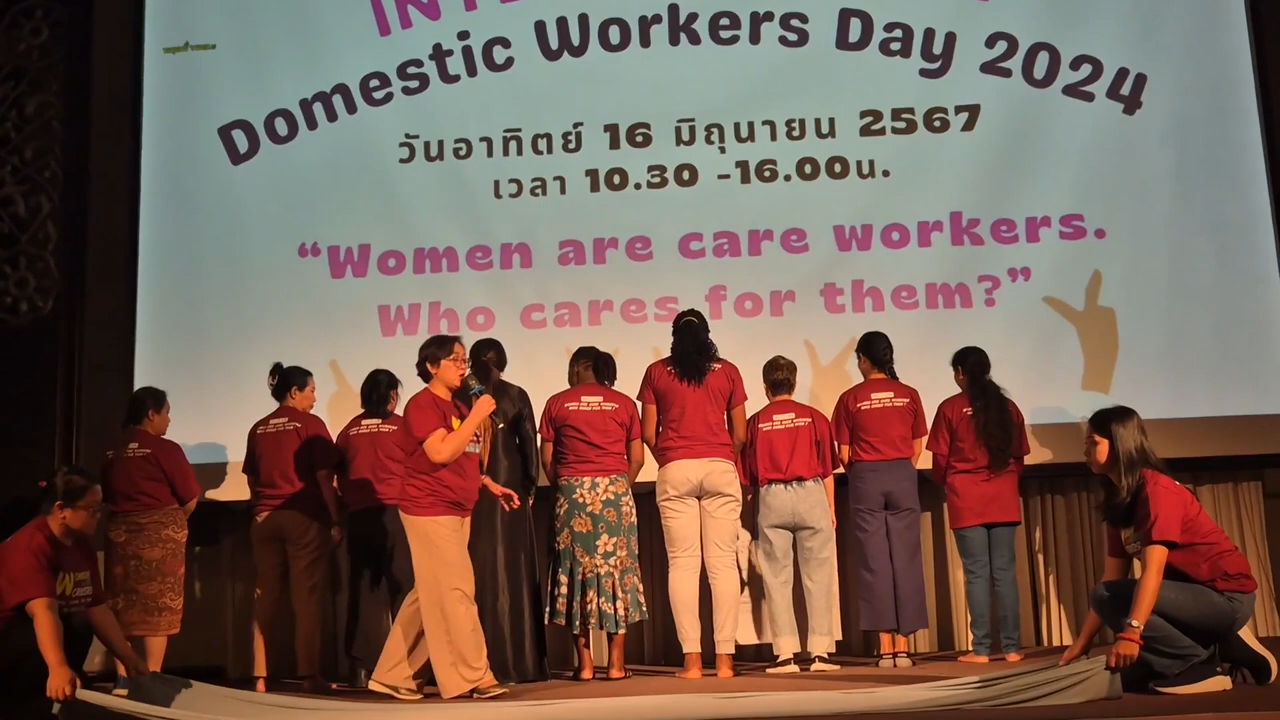 Domestic Workers Day 2024
วันอาทิตย์ 16 มิถุนายน 2567
เวลา 10.30 -16.00น.
“Women are care workers.
Who cares for them?”